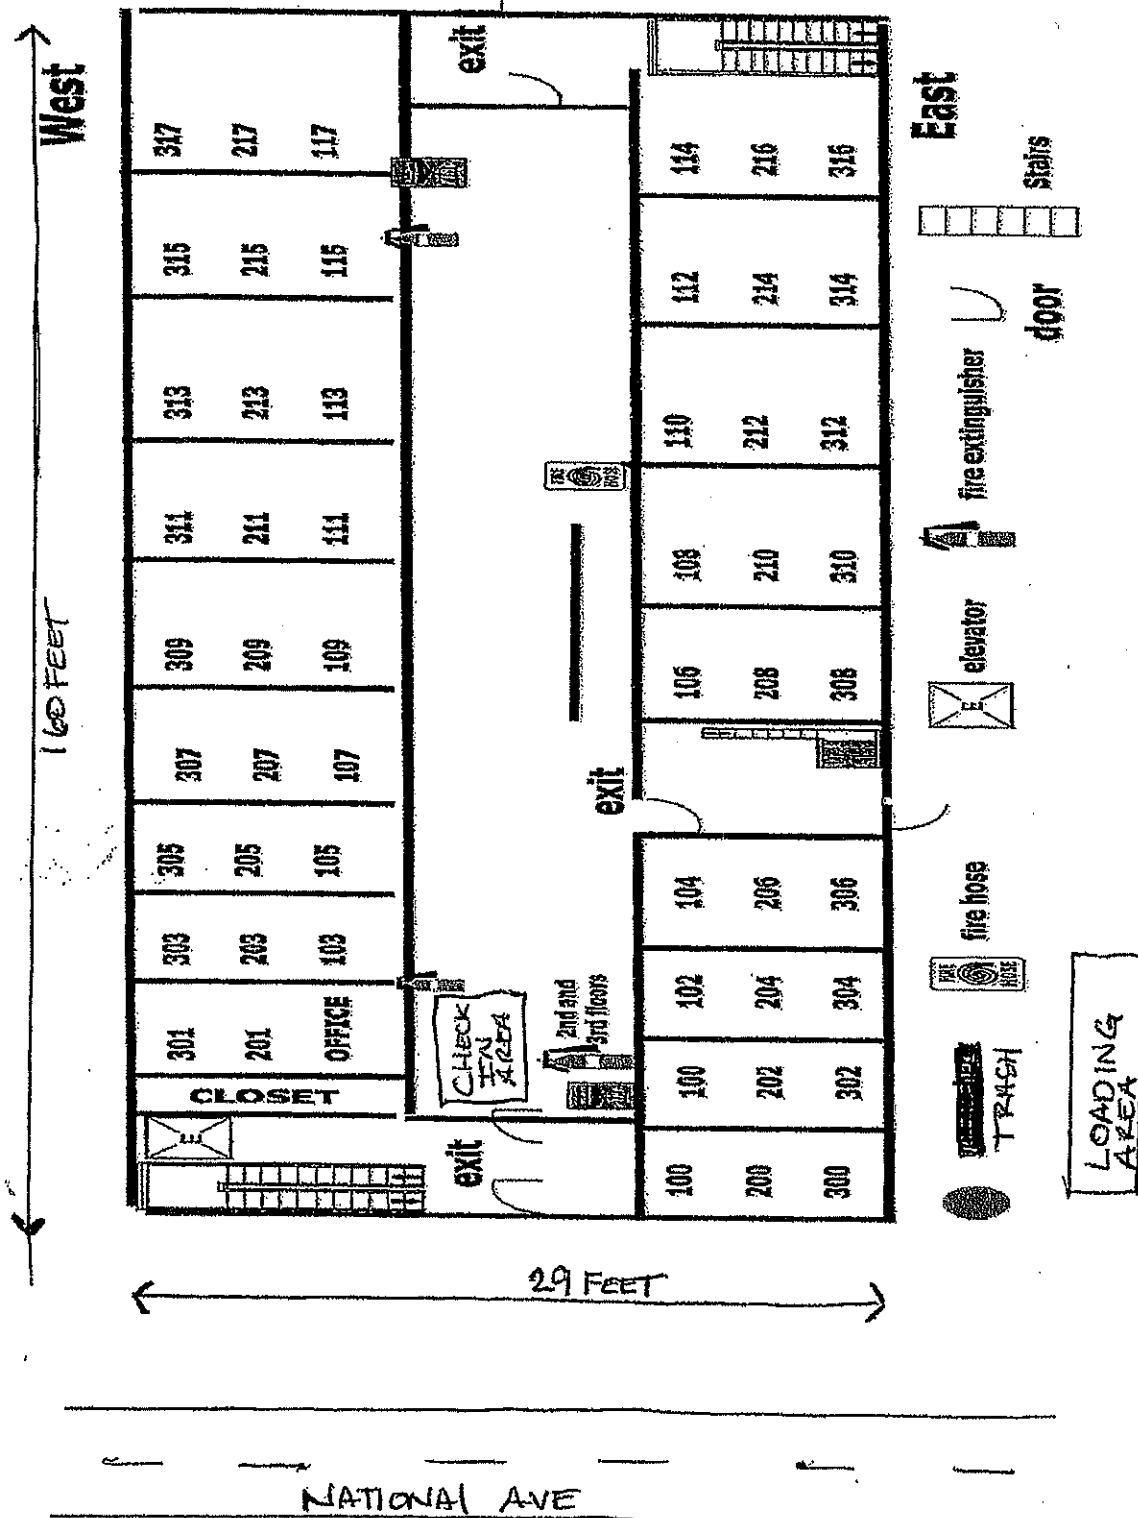 160 FEET
West
301 303 305 307 309 311 313 315 317
201 203 205 207 209 211 213 215 217
OFFICE 103 105 107 109 111 113 115 117
CLOSET
exit
exit
CHECK
IN
AREA
2nd and
3rd floors
exit
FIRE
HOSE
29 FEET
100 100 102 104 106 108 110 112 114
200 202 204 206 208 210 212 214 216
300 302 304 306 308 310 312 314 316
East
TRASH
FIRE
HOSE
fire hose
elevator
fire extinguisher
door
Stairs
LOADING
AREA
NATIONAL AVE